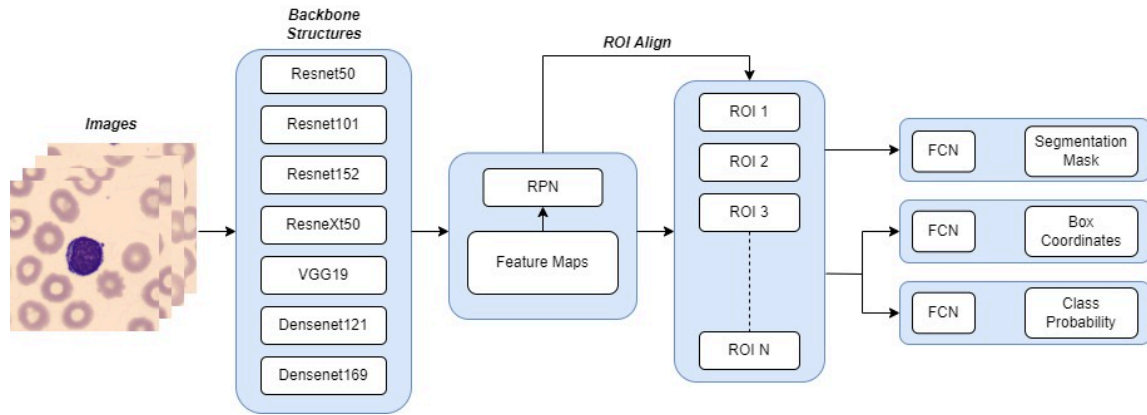 Images
Backbone
Structures
Resnet50
Resnet101
Resnet152
ResneXt50
VGG19
Densenet121
Densenet169
RPN
Feature Maps
ROI Align
ROI 1
ROI 2
ROI 3
ROI N
FCN
Segmentation
Mask
FCN
Box
Coordinates
FCN
Class
Probability